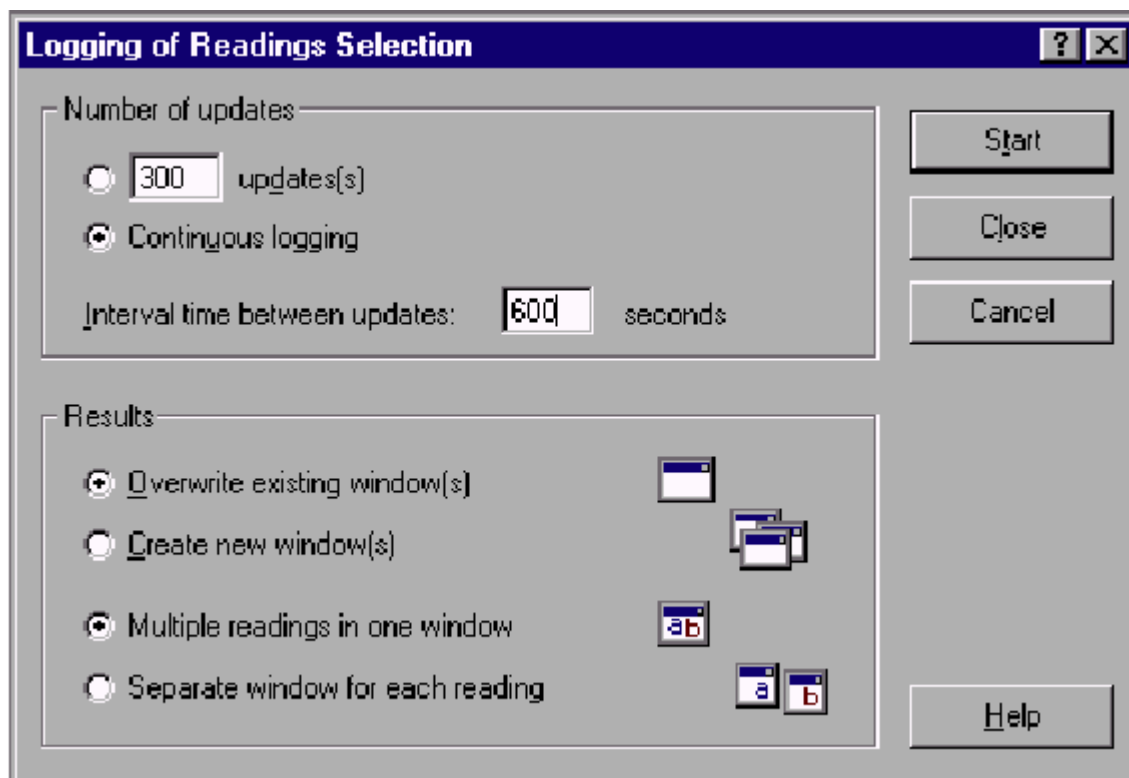 Logging of Readings Selection
Number of updates
300 updates(s)
Continuous logging
Interval time between updates: 600 seconds
Start
Close
Cancel
Results
Overwrite existing window(s)
Create new window(s)
Multiple readings in one window
ab
Separate window for each reading
a b
Help